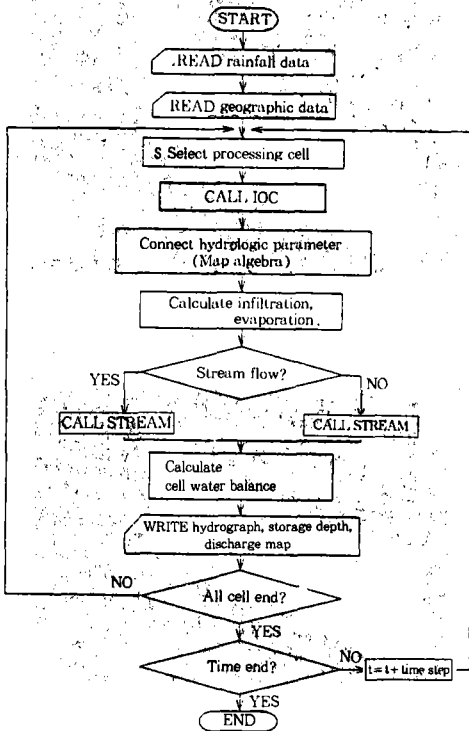 START
READ rainfall data
READ geographic data
S Select processing cell
CALL IOC
Connect hydrologic parameter
(Map algebra)
Calculate infiltration,
evaporation.
Stream flow?
YES
NO
CALL STREAM
CALL STREAM
Calculate
cell water balance
WRITE hydrograph, storage depth,
discharge map
NO
All cell end?
YES
Time end?
NO
t = t + time step
YES
END